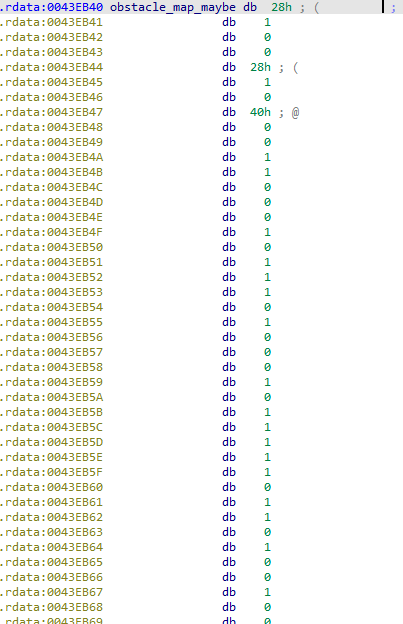 .rdata:0043EB40 obstacle_map_maybe db 28h ; ( ;
.rdata:0043EB41 db 1
.rdata:0043EB42 db 0
.rdata:0043EB43 db 0
.rdata:0043EB44 db 28h ; (
.rdata:0043EB45 db 1
.rdata:0043EB46 db 0
.rdata:0043EB47 db 40h ; @
.rdata:0043EB48 db 0
.rdata:0043EB49 db 0
.rdata:0043EB4A db 1
.rdata:0043EB4B db 1
.rdata:0043EB4C db 0
.rdata:0043EB4D db 0
.rdata:0043EB4E db 0
.rdata:0043EB4F db 1
.rdata:0043EB50 db 0
.rdata:0043EB51 db 1
.rdata:0043EB52 db 1
.rdata:0043EB53 db 1
.rdata:0043EB54 db 0
.rdata:0043EB55 db 1
.rdata:0043EB56 db 0
.rdata:0043EB57 db 0
.rdata:0043EB58 db 0
.rdata:0043EB59 db 1
.rdata:0043EB5A db 0
.rdata:0043EB5B db 1
.rdata:0043EB5C db 1
.rdata:0043EB5D db 1
.rdata:0043EB5E db 1
.rdata:0043EB5F db 1
.rdata:0043EB60 db 0
.rdata:0043EB61 db 1
.rdata:0043EB62 db 1
.rdata:0043EB63 db 0
.rdata:0043EB64 db 1
.rdata:0043EB65 db 0
.rdata:0043EB66 db 0
.rdata:0043EB67 db 1
.rdata:0043EB68 db 0
.rdata:0043EB69 db 0